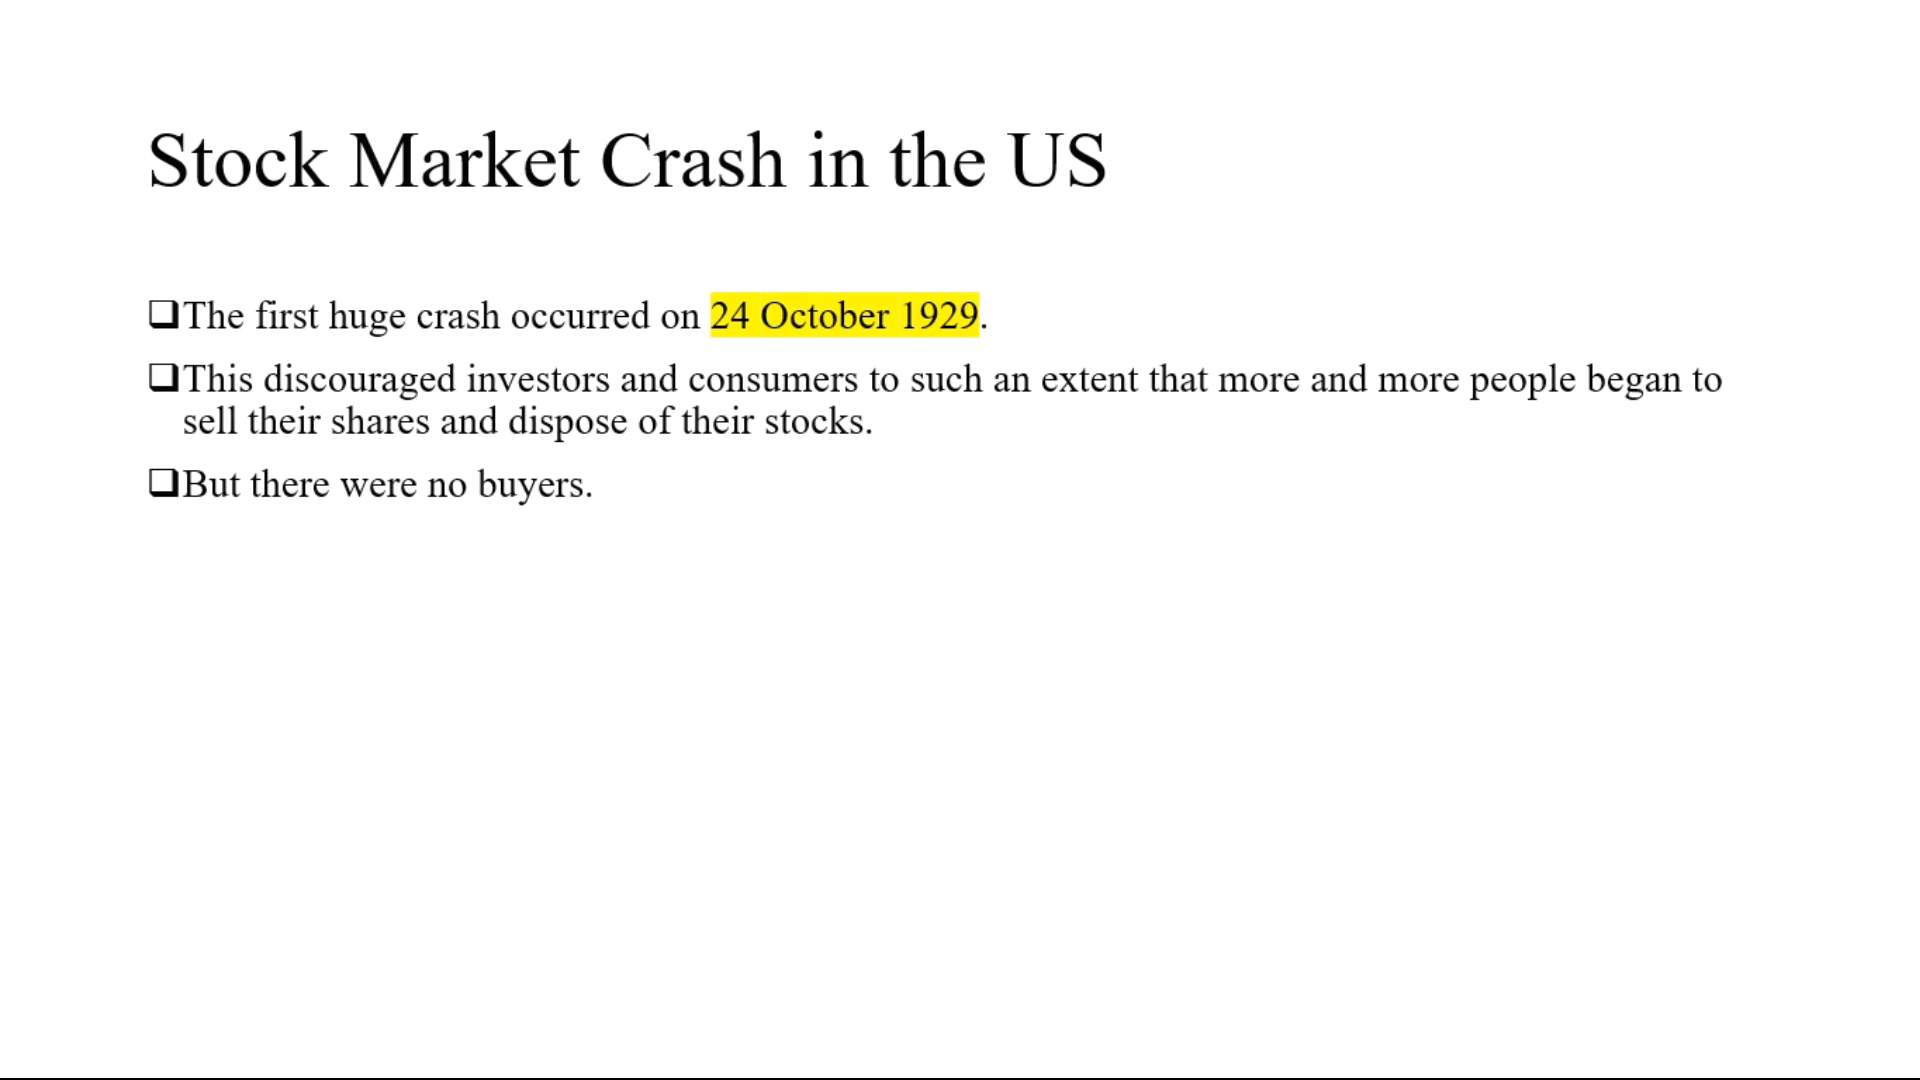 Stock Market Crash in the US
❑The first huge crash occurred on 24 October 1929.
❑This discouraged investors and consumers to such an extent that more and more people began to
sell their shares and dispose of their stocks.
❑But there were no buyers.